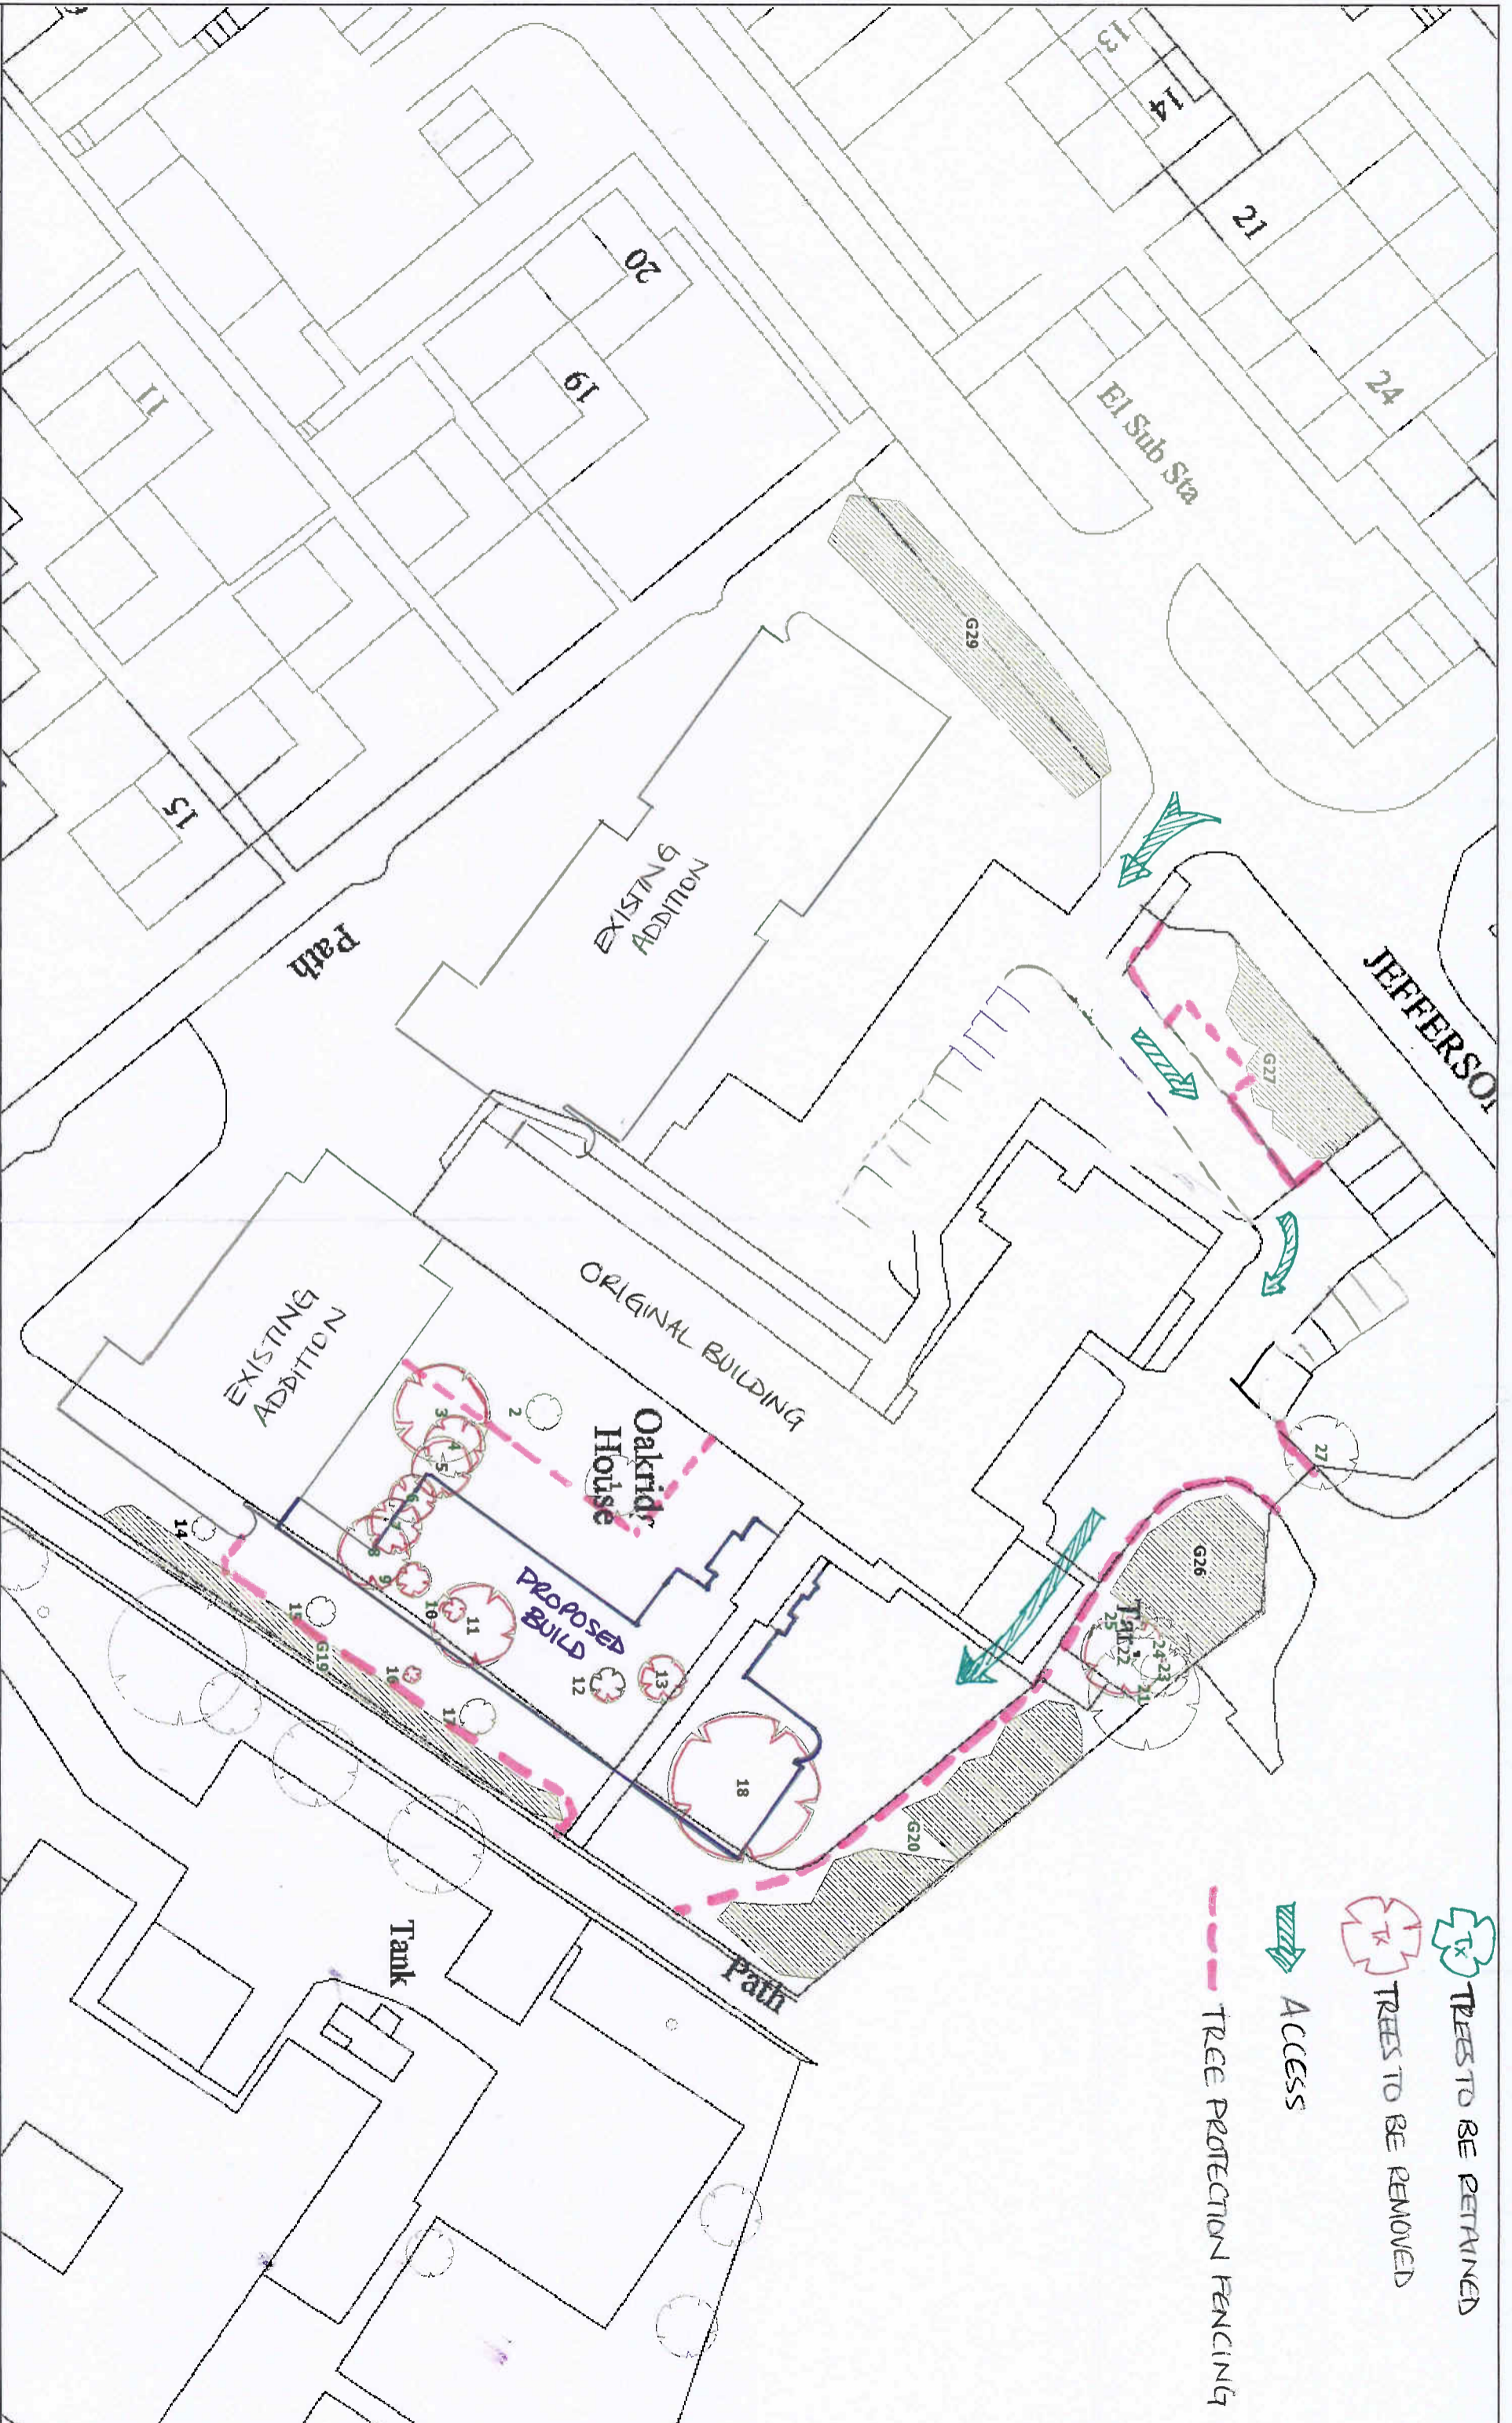 TX TREES TO BE RETAINED
TX TREES TO BE REMOVED
ACCESS
TREE PROTECTION FENCING
13
14
21
24
El Sub Sta
20
19
11
15
G29
JEFFERSON
G27
EXISTING
ADDITION
Path
ORIGINAL BUILDING
EXISTING
ADDITION
Oakridge
House
PROPOSED
BUILD
1
2
3
4
5
6
7
8
9
10
11
12
13
14
15
G19
16
17
18
G20
21
22
23
24
25
G26
27
Path
Tank